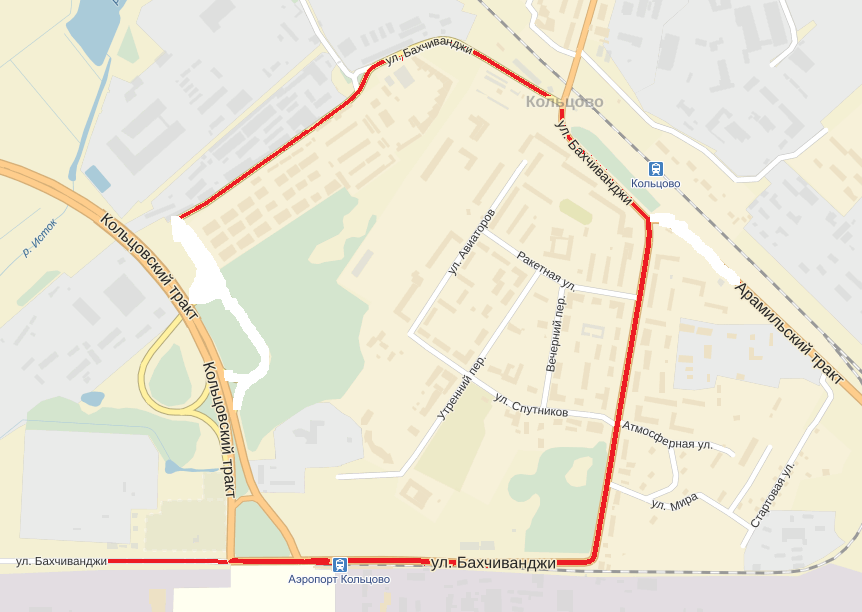 ул. Бахчиванджи
Кольцово
ул. Бахчиванджи
Кольцово
р. Исток
Кольцовский тракт
ул. Авиаторов
Ракетная ул.
Арамильский тракт
Вечерний пер.
Кольцовский тракт
Утренний пер.
ул. Спутников
Атмосферная ул.
ул. Мира
Стартовая ул.
ул. Бахчиванджи
ул. Бахчиванджи
Аэропорт Кольцово